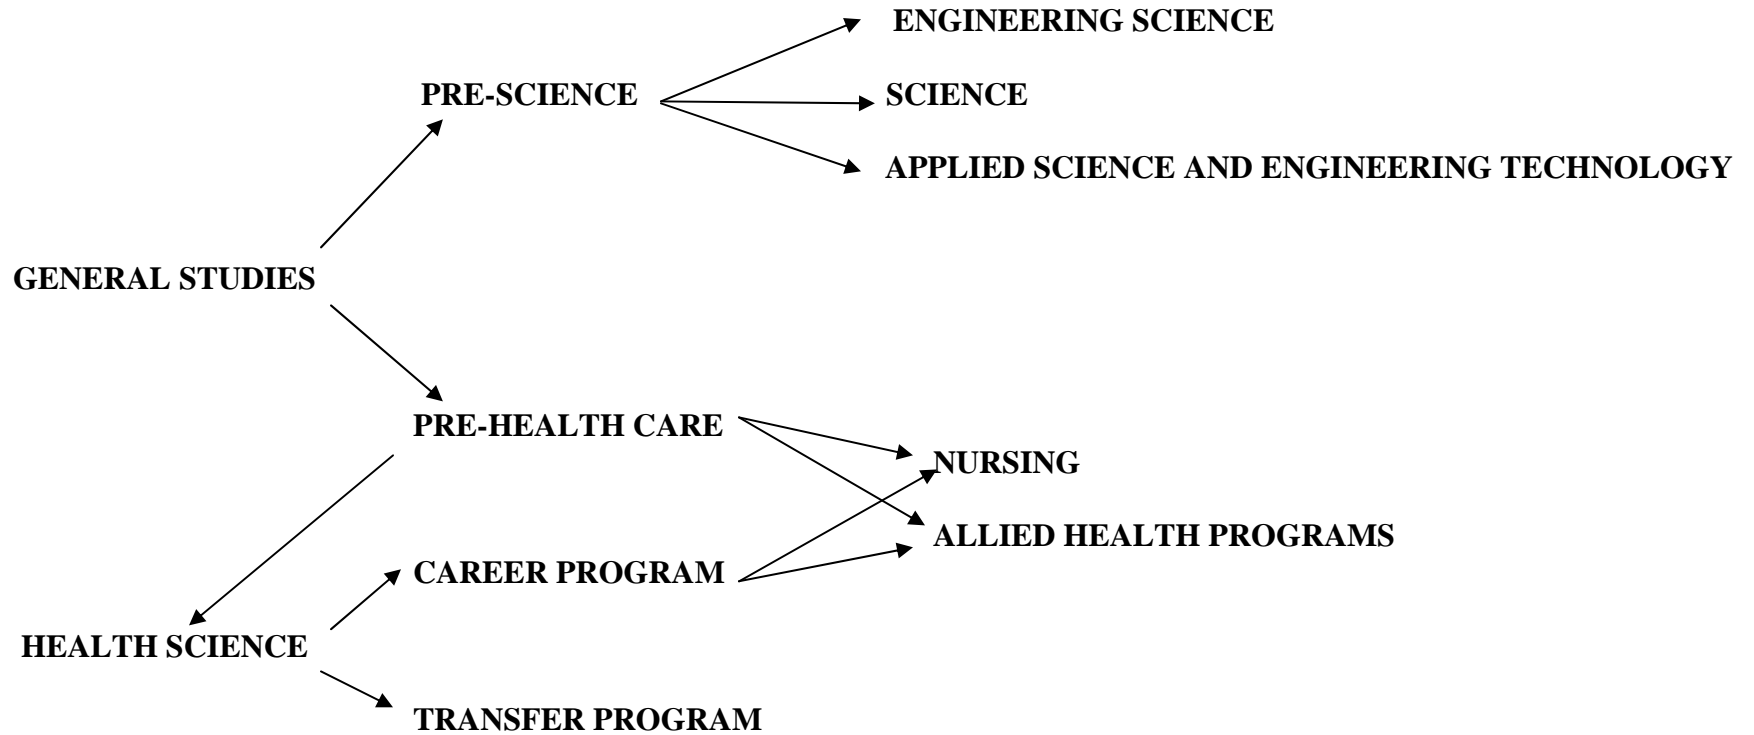 ENGINEERING SCIENCE
PRE-SCIENCE
SCIENCE
APPLIED SCIENCE AND ENGINEERING TECHNOLOGY
GENERAL STUDIES
PRE-HEALTH CARE
NURSING
ALLIED HEALTH PROGRAMS
CAREER PROGRAM
HEALTH SCIENCE
TRANSFER PROGRAM